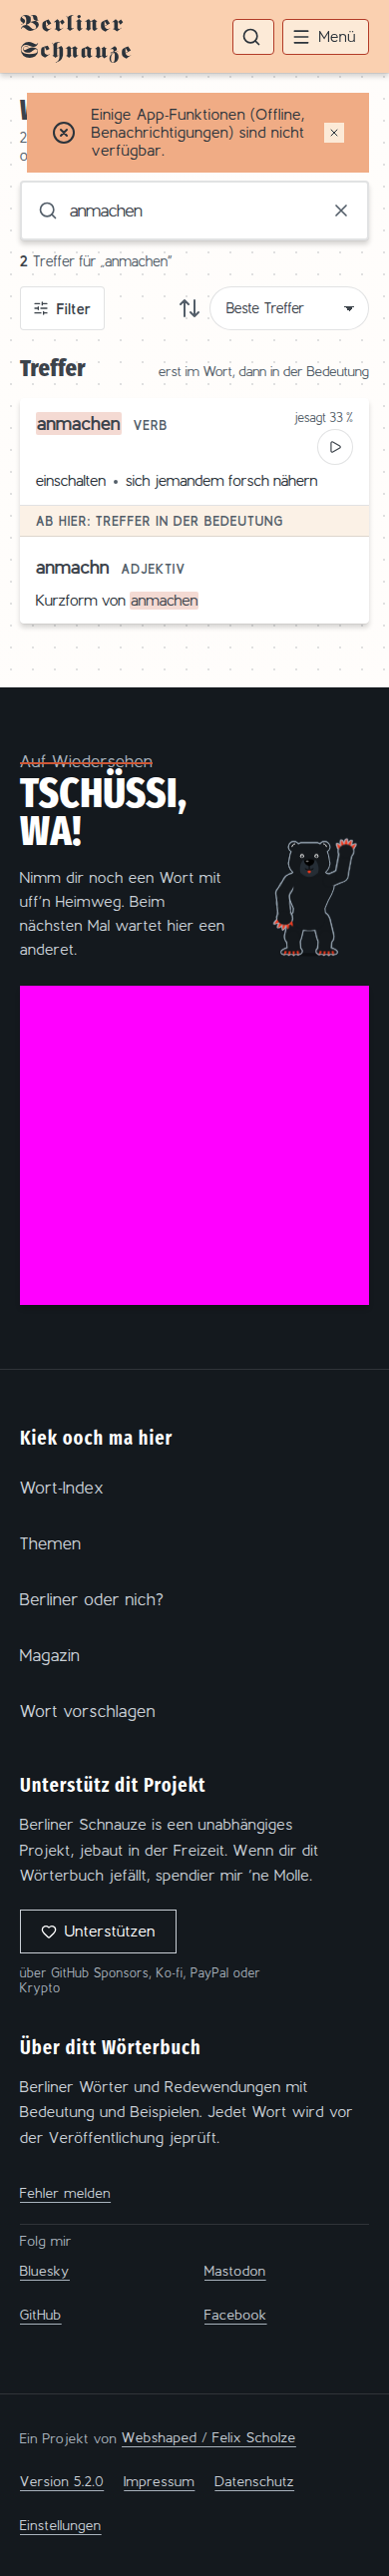 Berliner
Schnauze
Menü
Einige App-Funktionen (Offline,
Benachrichtigungen) sind nicht
verfügbar.
anmachen
2 Treffer für „anmachen“
Filter
Beste Treffer
Treffer
erst im Wort, dann in der Bedeutung
anmachen VERB
jesagt 33 %
einschalten • sich jemandem forsch nähern
AB HIER: TREFFER IN DER BEDEUTUNG
anmachn ADJEKTIV
Kurzform von anmachen
Auf Wiedersehen
TSCHÜSSI,
WA!
Nimm dir noch een Wort mit
uff’n Heimweg. Beim
nächsten Mal wartet hier een
anderet.
Kiek ooch ma hier
Wort-Index
Themen
Berliner oder nich?
Magazin
Wort vorschlagen
Unterstütz dit Projekt
Berliner Schnauze is een unabhängiges
Projekt, jebaut in der Freizeit. Wenn dir dit
Wörterbuch jefällt, spendier mir ’ne Molle.
Unterstützen
über GitHub Sponsors, Ko-fi, PayPal oder
Krypto
Über ditt Wörterbuch
Berliner Wörter und Redewendungen mit
Bedeutung und Beispielen. Jedet Wort wird vor
der Veröffentlichung jeprüft.
Fehler melden
Folg mir
Bluesky
Mastodon
GitHub
Facebook
Ein Projekt von Webshaped / Felix Scholze
Version 5.2.0 Impressum Datenschutz
Einstellungen